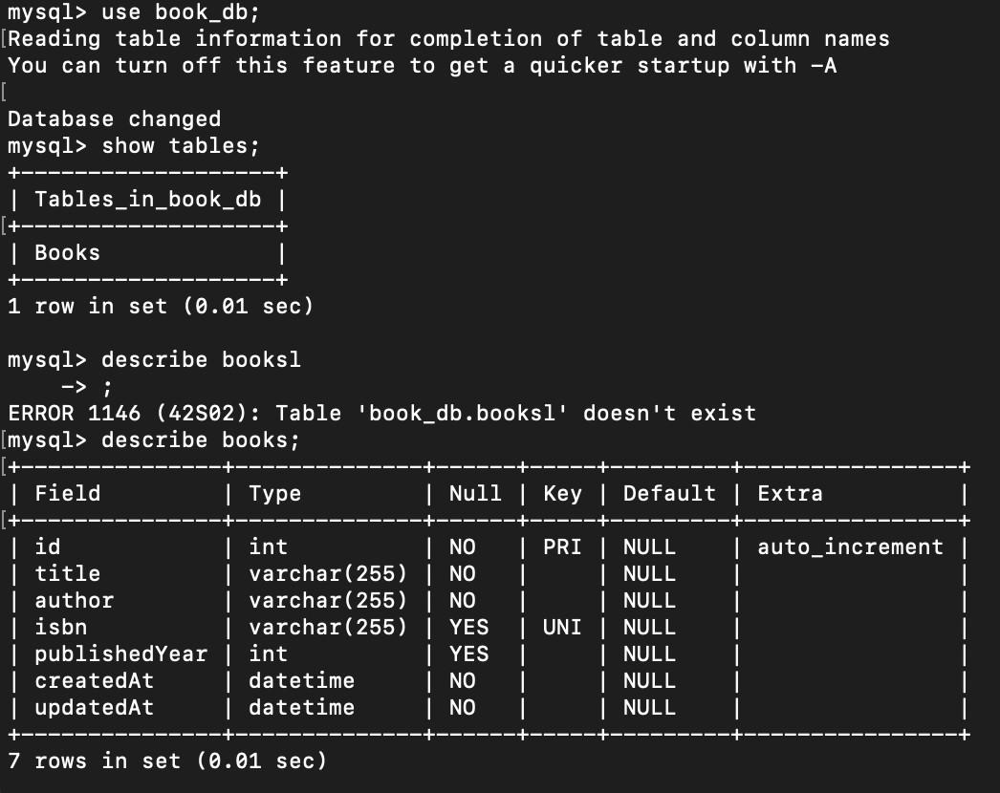 mysql> use book_db;
[Reading table information for completion of table and column names
You can turn off this feature to get a quicker startup with -A
[
Database changed
mysql> show tables;
+-------------------+
| Tables_in_book_db |
[+-------------------+
| Books             |
+-------------------+
1 row in set (0.01 sec)

mysql> describe booksl
    -> ;
ERROR 1146 (42S02): Table 'book_db.booksl' doesn't exist
[mysql> describe books;
[+---------------+--------------+------+-----+---------+----------------+
| Field         | Type         | Null | Key | Default | Extra          |
[+---------------+--------------+------+-----+---------+----------------+
| id            | int          | NO   | PRI | NULL    | auto_increment |
| title         | varchar(255) | NO   |     | NULL    |                |
| author        | varchar(255) | NO   |     | NULL    |                |
| isbn          | varchar(255) | YES  | UNI | NULL    |                |
| publishedYear | int          | YES  |     | NULL    |                |
| createdAt     | datetime     | NO   |     | NULL    |                |
| updatedAt     | datetime     | NO   |     | NULL    |                |
+---------------+--------------+------+-----+---------+----------------+
7 rows in set (0.01 sec)